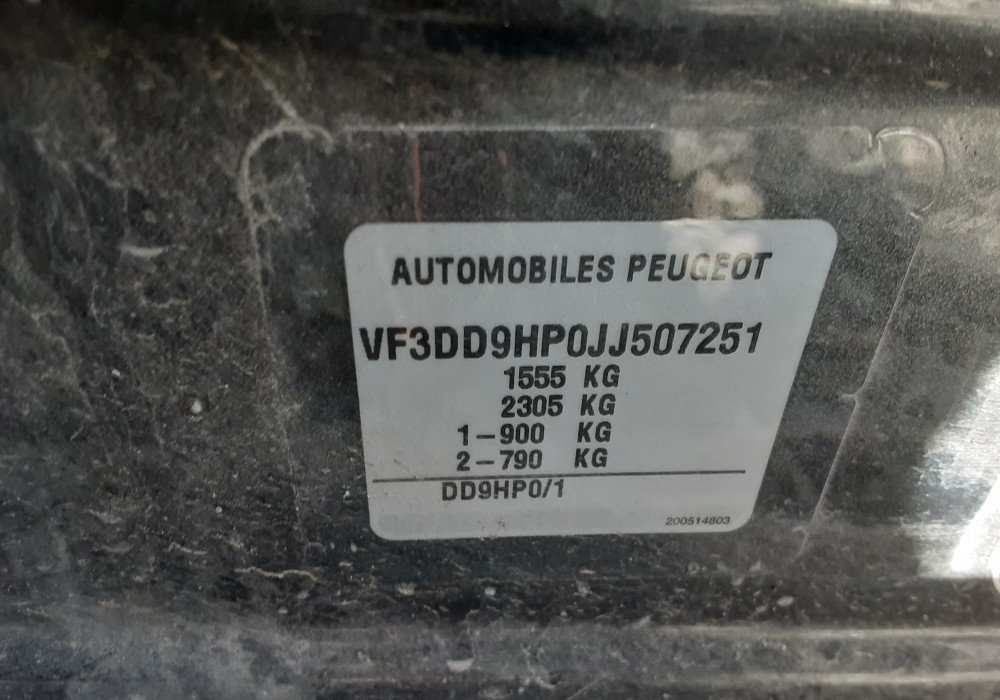 AUTOMOBILES PEUGEOT
VF3DD9HP0JJ507251
1555 KG
2305 KG
1-900 KG
2-790 KG
DD9HP0/1
200514803